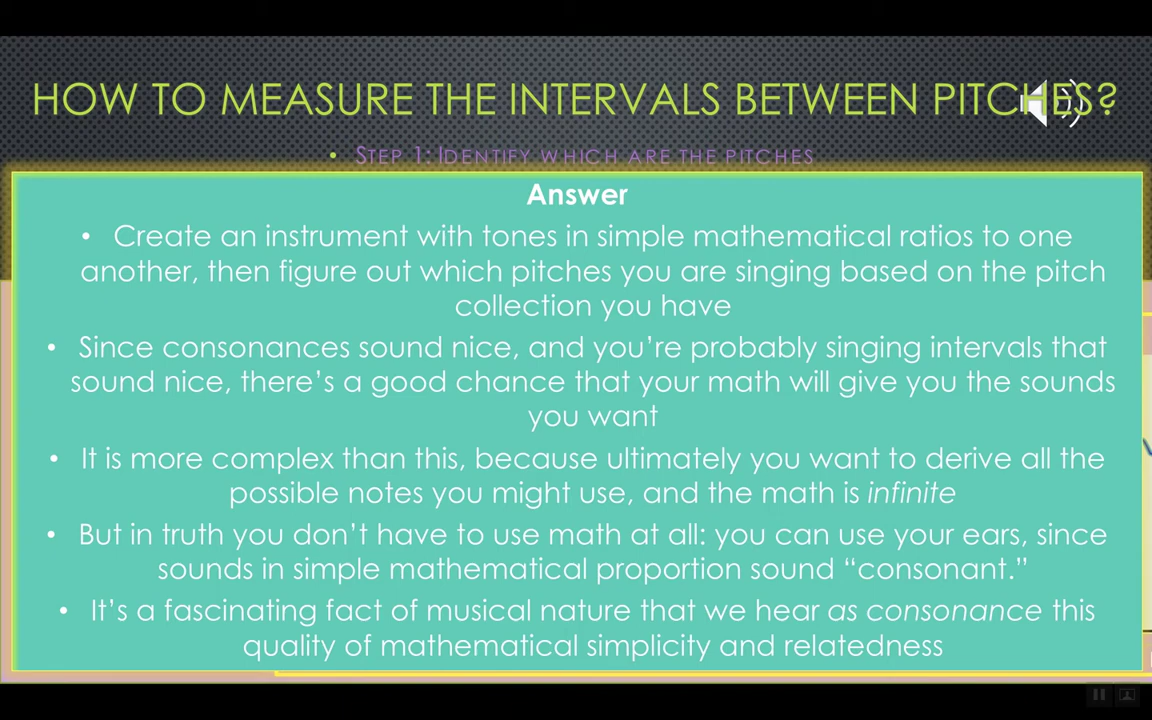 HOW TO MEASURE THE INTERVALS BETWEEN PITCHES?
• STEP 1: IDENTIFY WHICH ARE THE PITCHES
Answer
• Create an instrument with tones in simple mathematical ratios to one
another, then figure out which pitches you are singing based on the pitch
collection you have
• Since consonances sound nice, and you’re probably singing intervals that
sound nice, there’s a good chance that your math will give you the sounds
you want
• It is more complex than this, because ultimately you want to derive all the
possible notes you might use, and the math is infinite
• But in truth you don’t have to use math at all: you can use your ears, since
sounds in simple mathematical proportion sound “consonant.”
• It’s a fascinating fact of musical nature that we hear as consonance this
quality of mathematical simplicity and relatedness